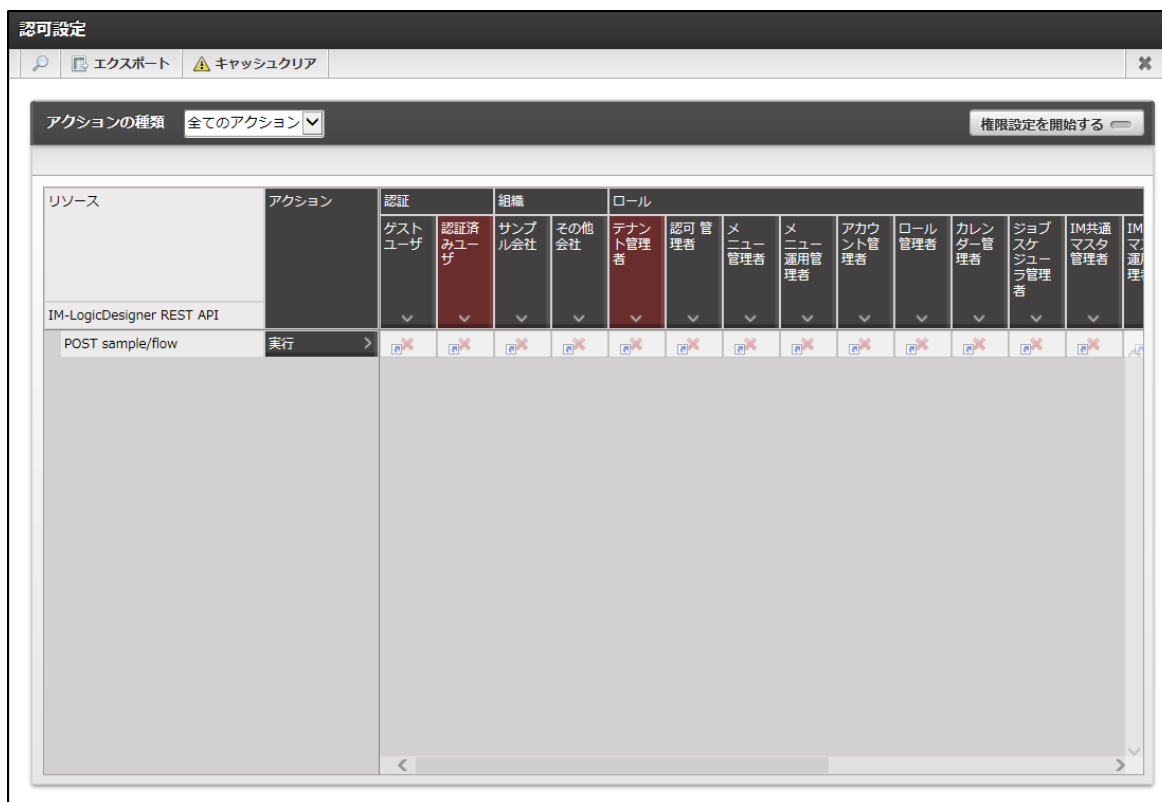 認可設定
エクスポート
キャッシュクリア
アクションの種類
全てのアクション
権限設定を開始する
リソース
アクション
認証
組織
ロール
ゲスト
ユーザ
認証済
みユー
ザ
サンプ
ル会社
その他
会社
テナン
ト管理
者
認可 管
理者
メ
ニュー
管理者
メ
ニュー
運用管
理者
アカウ
ント管
理者
ロール
管理者
カレン
ダー管
理者
ジョブ
スケ
ジュー
ラ管理
者
IM共通
マスタ
管理者
IM-LogicDesigner REST API
POST sample/flow
実行